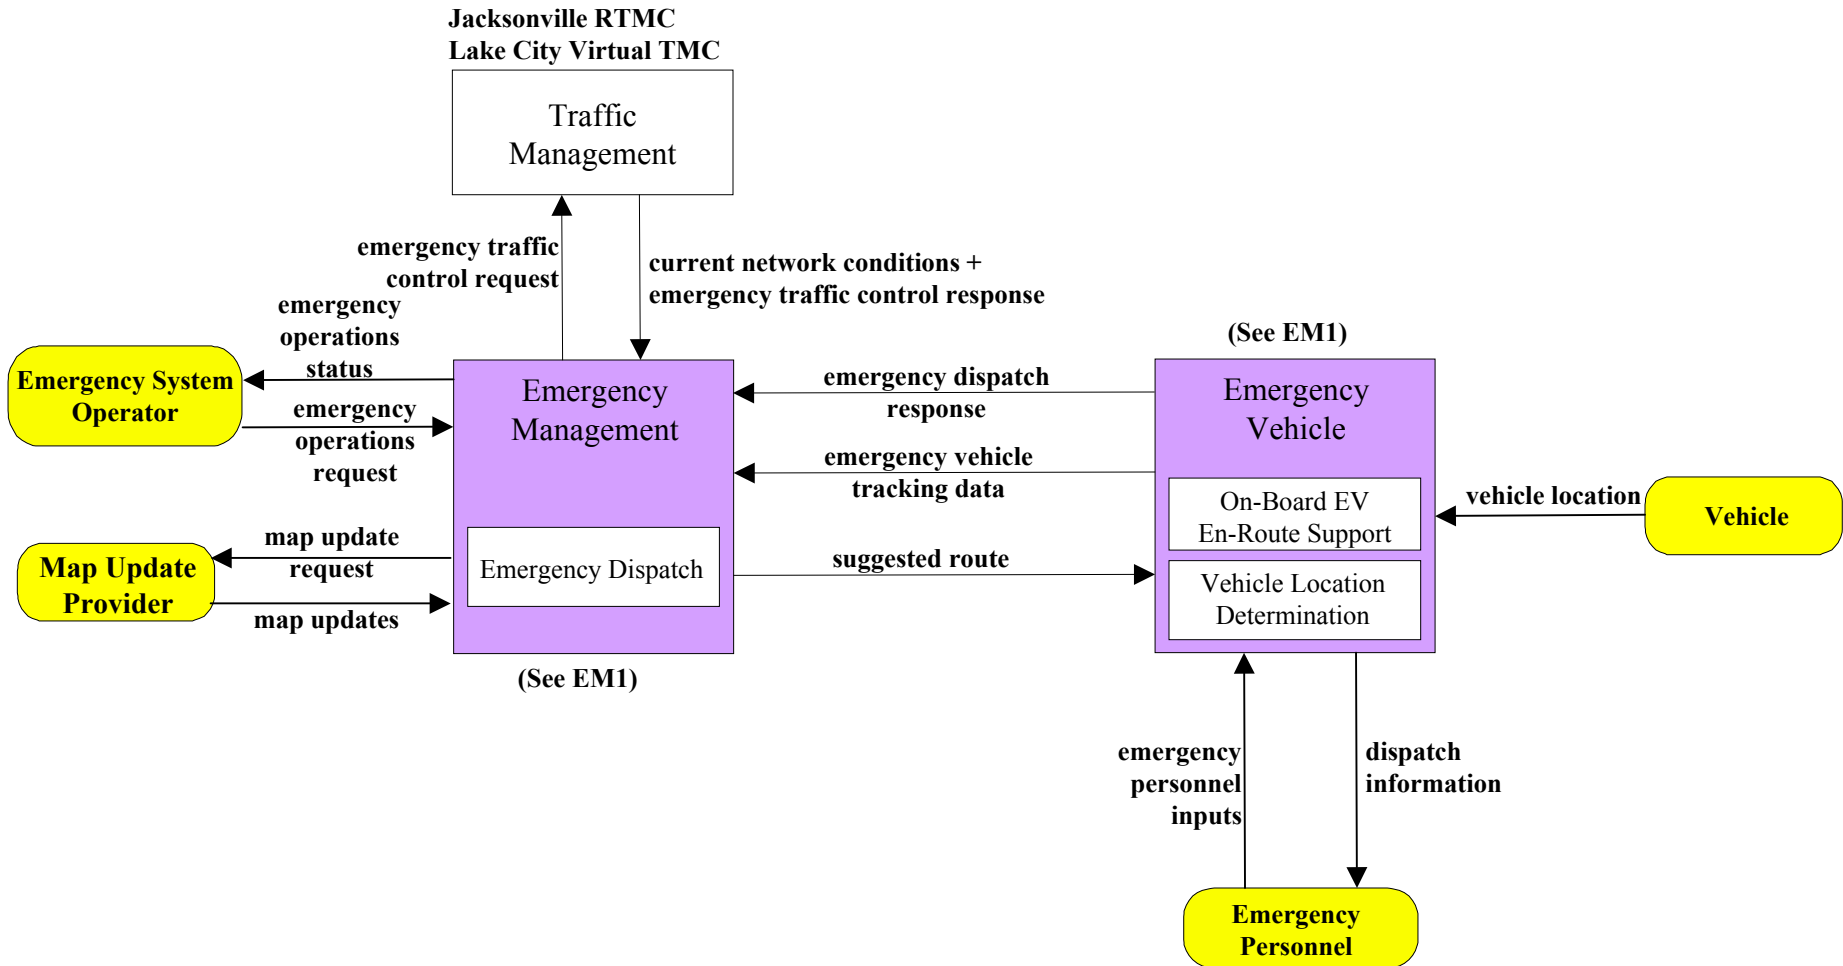 Jacksonville RTMC
Lake City Virtual TMC
Traffic
Management
emergency traffic
control request
current network conditions +
emergency traffic control response
emergency
operations
status
Emergency System
Operator
emergency
operations
request
Emergency
Management
emergency dispatch
response
emergency vehicle
tracking data
(See EM1)
Emergency
Vehicle
On-Board EV
En-Route Support
vehicle location
Vehicle
map update
request
Map Update
Provider
map updates
Emergency Dispatch
suggested route
Vehicle Location
Determination
(See EM1)
emergency
personnel
inputs
dispatch
information
Emergency
Personnel